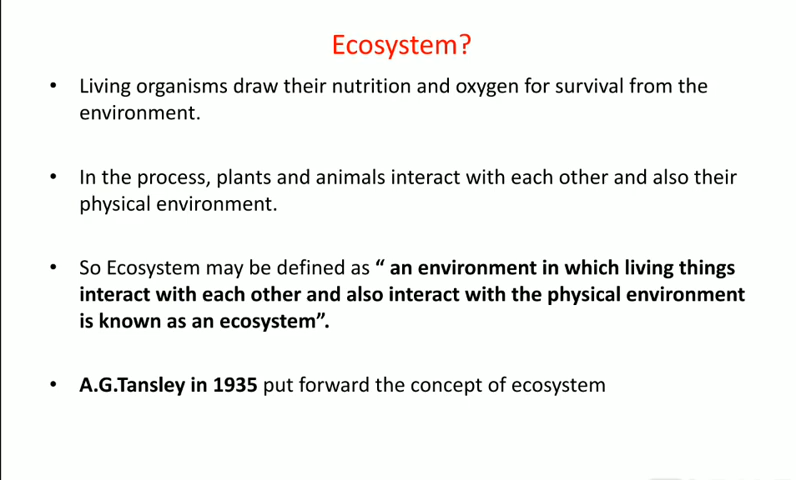 Ecosystem?
• Living organisms draw their nutrition and oxygen for survival from the
environment.
• In the process, plants and animals interact with each other and also their
physical environment.
• So Ecosystem may be defined as “ an environment in which living things
interact with each other and also interact with the physical environment
is known as an ecosystem”.
• A.G.Tansley in 1935 put forward the concept of ecosystem